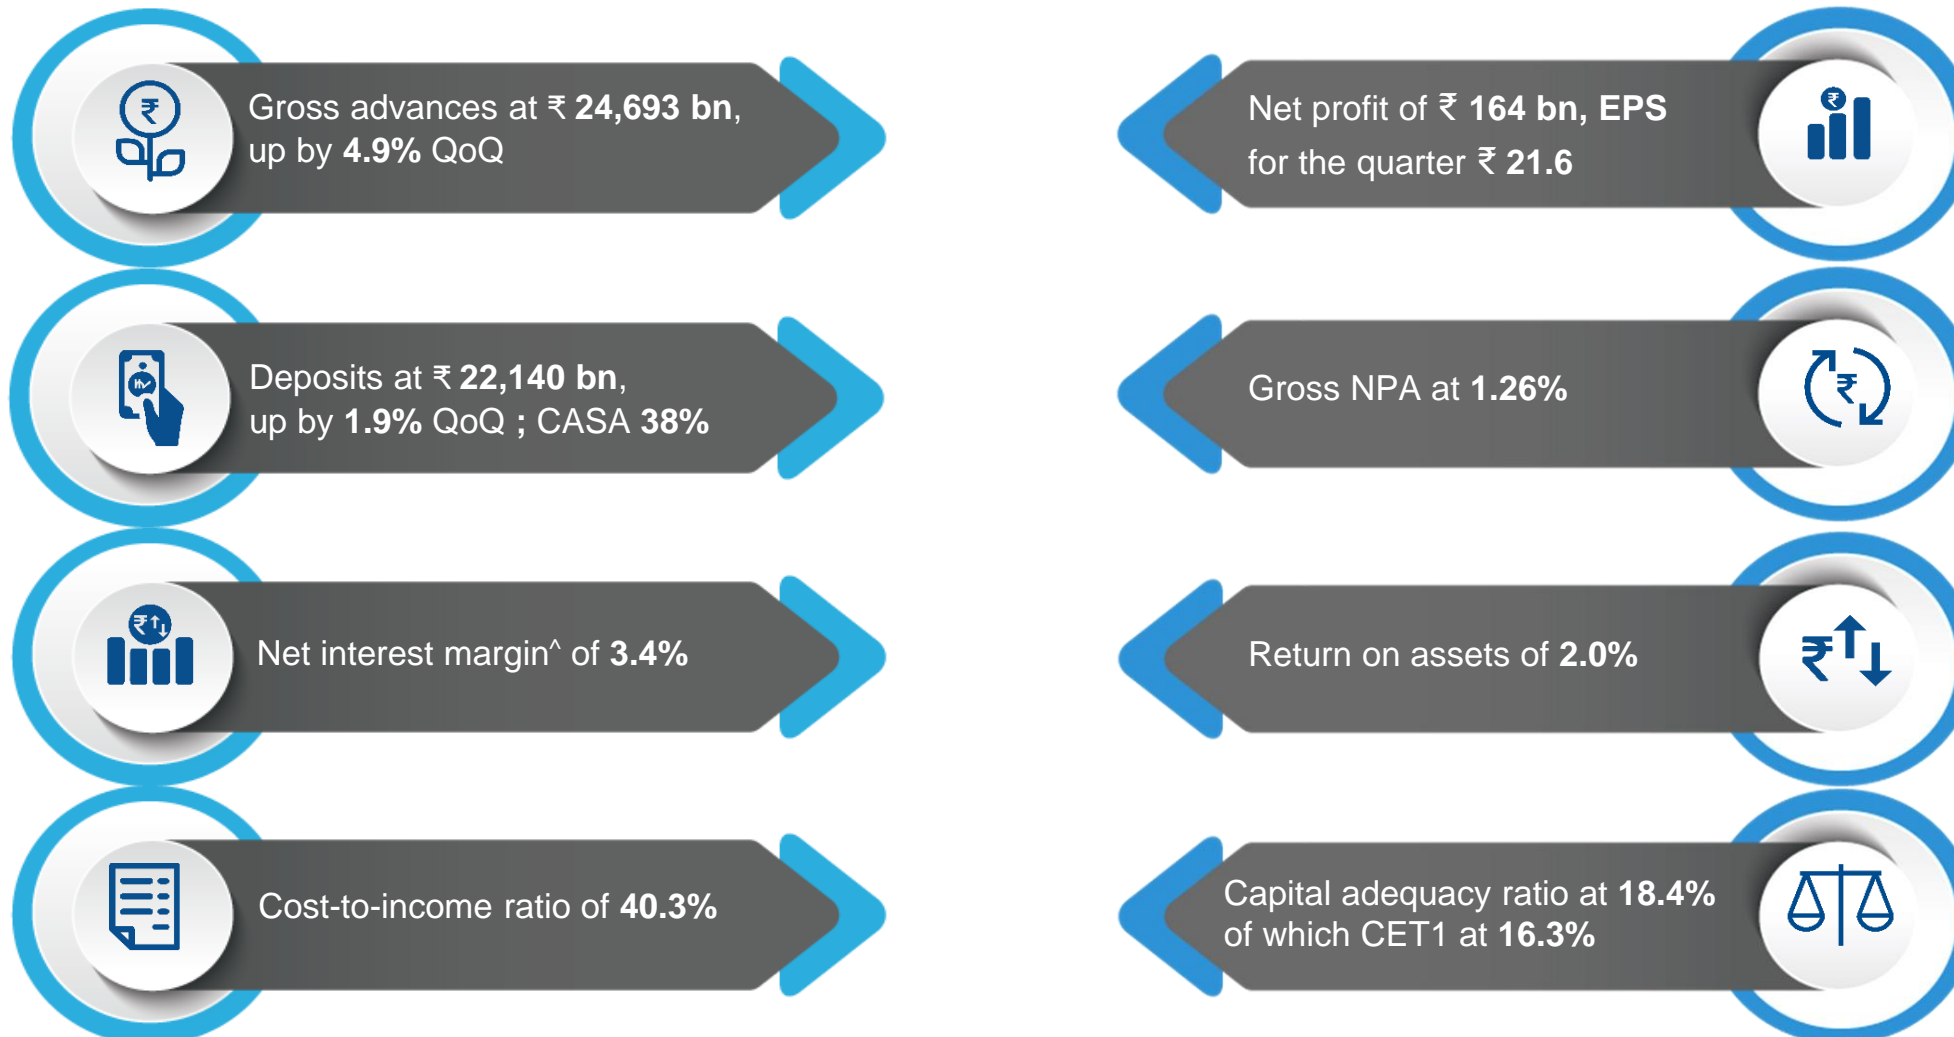 Gross advances at ₹ 24,693 bn,
up by 4.9% QoQ
Deposits at ₹ 22,140 bn,
up by 1.9% QoQ ; CASA 38%
Net interest margin^ of 3.4%
Cost-to-income ratio of 40.3%
Net profit of ₹ 164 bn, EPS
for the quarter ₹ 21.6
Gross NPA at 1.26%
Return on assets of 2.0%
Capital adequacy ratio at 18.4%
of which CET1 at 16.3%